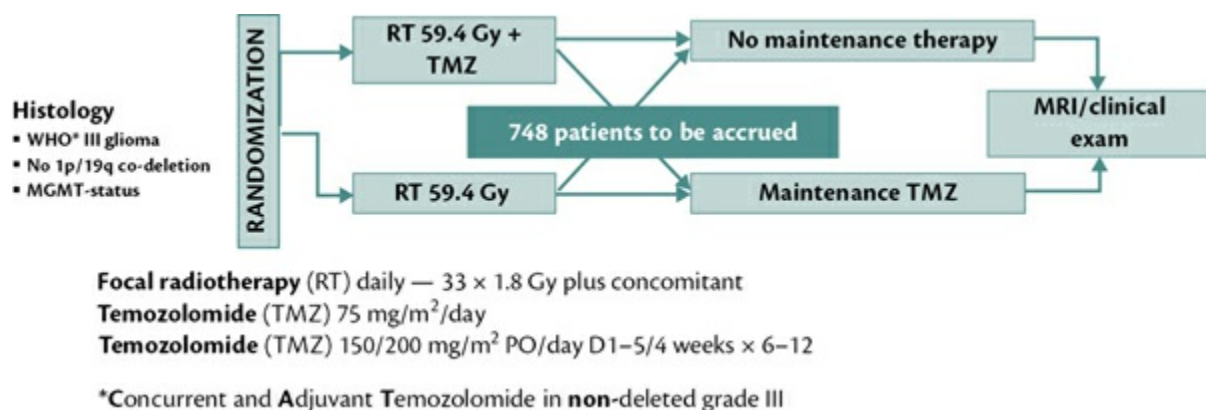 Histology
▪ WHO* III glioma
▪ No 1p/19q co-deletion
▪ MGMT-status
RANDOMIZATION
RT 59.4 Gy +
TMZ
RT 59.4 Gy
748 patients to be accrued
No maintenance therapy
Maintenance TMZ
MRI/clinical
exam
Focal radiotherapy (RT) daily — 33 × 1.8 Gy plus concomitant
Temozolomide (TMZ) 75 mg/m²/day
Temozolomide (TMZ) 150/200 mg/m² PO/day D1–5/4 weeks × 6–12
*Concurrent and Adjuvant Temozolomide in non-deleted grade III